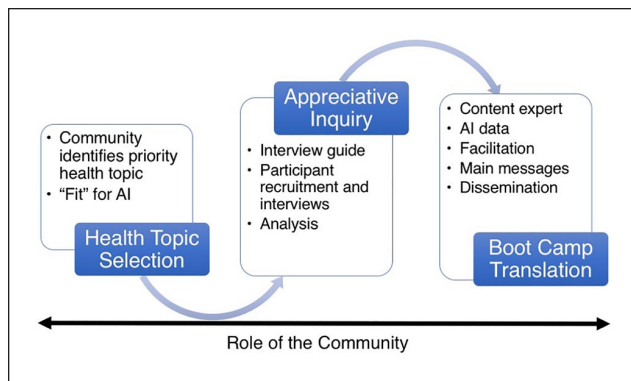 • Community
identifies priority
health topic
• “Fit” for AI
Health Topic
Selection
Appreciative
Inquiry
• Interview guide
• Participant
recruitment and
interviews
• Analysis
• Content expert
• AI data
• Facilitation
• Main messages
• Dissemination
Boot Camp
Translation
Role of the Community